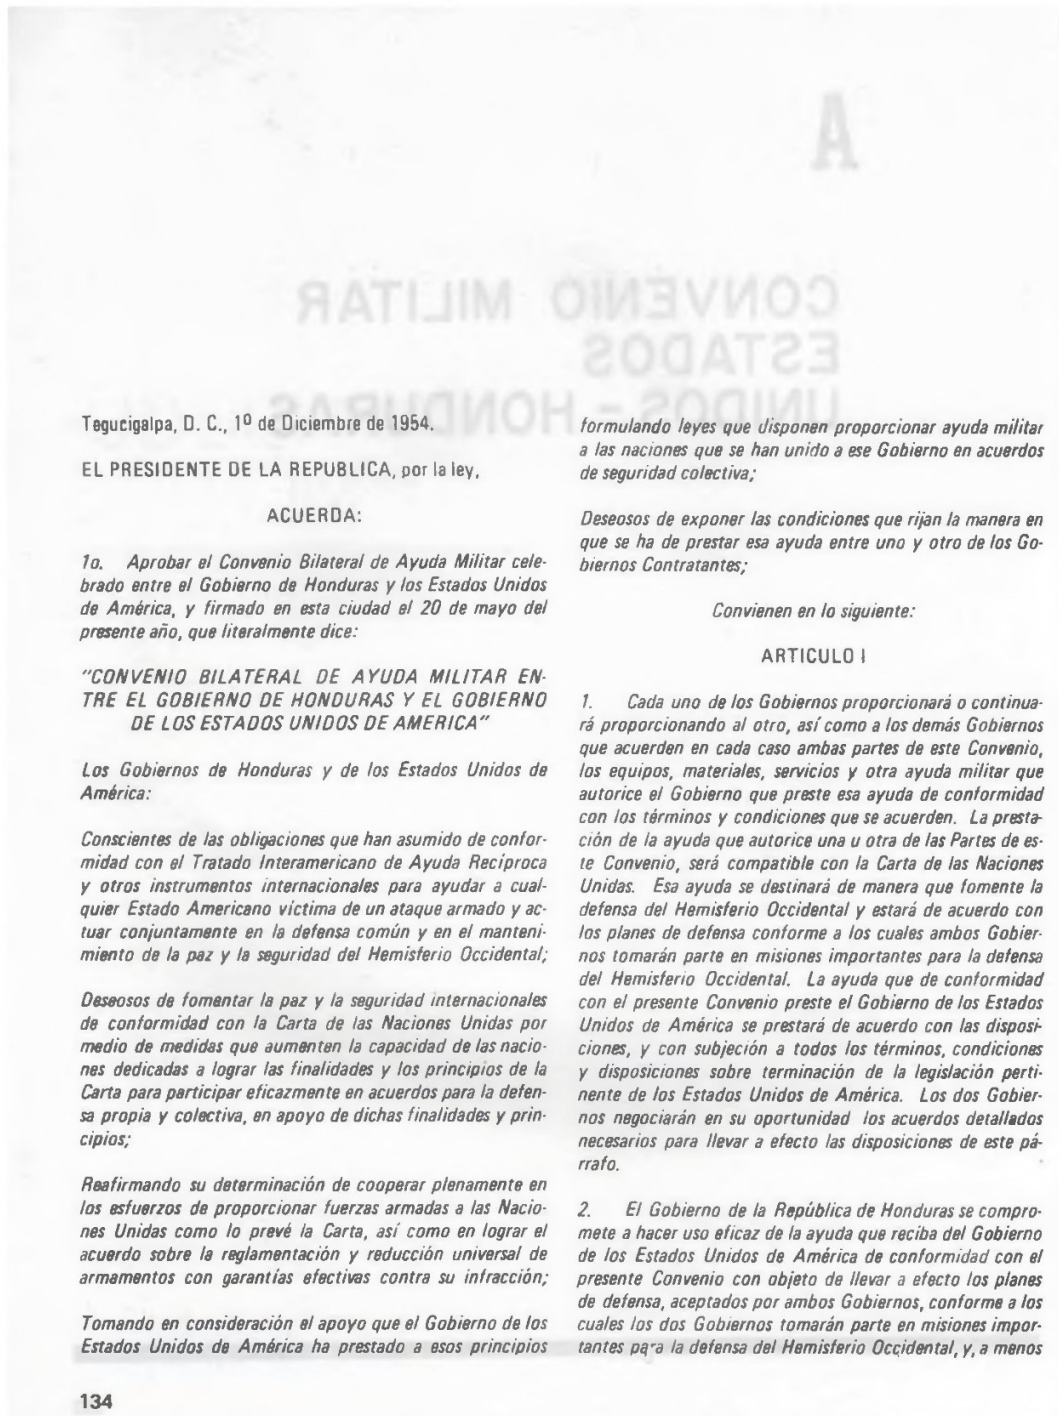 Tegucigalpa, D. C., 1º de Diciembre de 1954.
EL PRESIDENTE DE LA REPUBLICA, por la ley,
ACUERDA:
1o. Aprobar el Convenio Bilateral de Ayuda Militar cele-
brado entre el Gobierno de Honduras y los Estados Unidos
de América, y firmado en esta ciudad el 20 de mayo del
presente año, que literalmente dice:
"CONVENIO BILATERAL DE AYUDA MILITAR EN-
TRE EL GOBIERNO DE HONDURAS Y EL GOBIERNO
DE LOS ESTADOS UNIDOS DE AMERICA"
Los Gobiernos de Honduras y de los Estados Unidos de
América:
Conscientes de las obligaciones que han asumido de confor-
midad con el Tratado Interamericano de Ayuda Recíproca
y otros instrumentos internacionales para ayudar a cual-
quier Estado Americano víctima de un ataque armado y ac-
tuar conjuntamente en la defensa común y en el manteni-
miento de la paz y la seguridad del Hemisferio Occidental;
Deseosos de fomentar la paz y la seguridad internacionales
de conformidad con la Carta de las Naciones Unidas por
medio de medidas que aumenten la capacidad de las nacio-
nes dedicadas a lograr las finalidades y los principios de la
Carta para participar eficazmente en acuerdos para la defen-
sa propia y colectiva, en apoyo de dichas finalidades y prin-
cipios;
Reafirmando su determinación de cooperar plenamente en
los esfuerzos de proporcionar fuerzas armadas a las Nacio-
nes Unidas como lo prevé la Carta, así como en lograr el
acuerdo sobre la reglamentación y reducción universal de
armamentos con garantías efectivas contra su infracción;
Tomando en consideración el apoyo que el Gobierno de los
Estados Unidos de América ha prestado a esos principios
formulando leyes que disponen proporcionar ayuda militar
a las naciones que se han unido a ese Gobierno en acuerdos
de seguridad colectiva;
Deseosos de exponer las condiciones que rijan la manera en
que se ha de prestar esa ayuda entre uno y otro de los Go-
biernos Contratantes;
Convienen en lo siguiente:
ARTICULO I
1. Cada uno de los Gobiernos proporcionará o continua-
rá proporcionando al otro, así como a los demás Gobiernos
que acuerden en cada caso ambas partes de este Convenio,
los equipos, materiales, servicios y otra ayuda militar que
autorice el Gobierno que preste esa ayuda de conformidad
con los términos y condiciones que se acuerden. La presta-
ción de la ayuda que autorice una u otra de las Partes de es-
te Convenio, será compatible con la Carta de las Naciones
Unidas. Esa ayuda se destinará de manera que fomente la
defensa del Hemisferio Occidental y estará de acuerdo con
los planes de defensa conforme a los cuales ambos Gobier-
nos tomarán parte en misiones importantes para la defensa
del Hemisferio Occidental. La ayuda que de conformidad
con el presente Convenio preste el Gobierno de los Estados
Unidos de América se prestará de acuerdo con las disposi-
ciones, y con subjeción a todos los términos, condiciones
y disposiciones sobre terminación de la legislación perti-
nente de los Estados Unidos de América. Los dos Gobier-
nos negociarán en su oportunidad los acuerdos detallados
necesarios para llevar a efecto las disposiciones de este pá-
rrafo.
2. El Gobierno de la República de Honduras se compro-
mete a hacer uso eficaz de la ayuda que reciba del Gobierno
de los Estados Unidos de América de conformidad con el
presente Convenio con objeto de llevar a efecto los planes
de defensa, aceptados por ambos Gobiernos, conforme a los
cuales los dos Gobiernos tomarán parte en misiones impor-
tantes para la defensa del Hemisferio Occidental, y, a menos
134